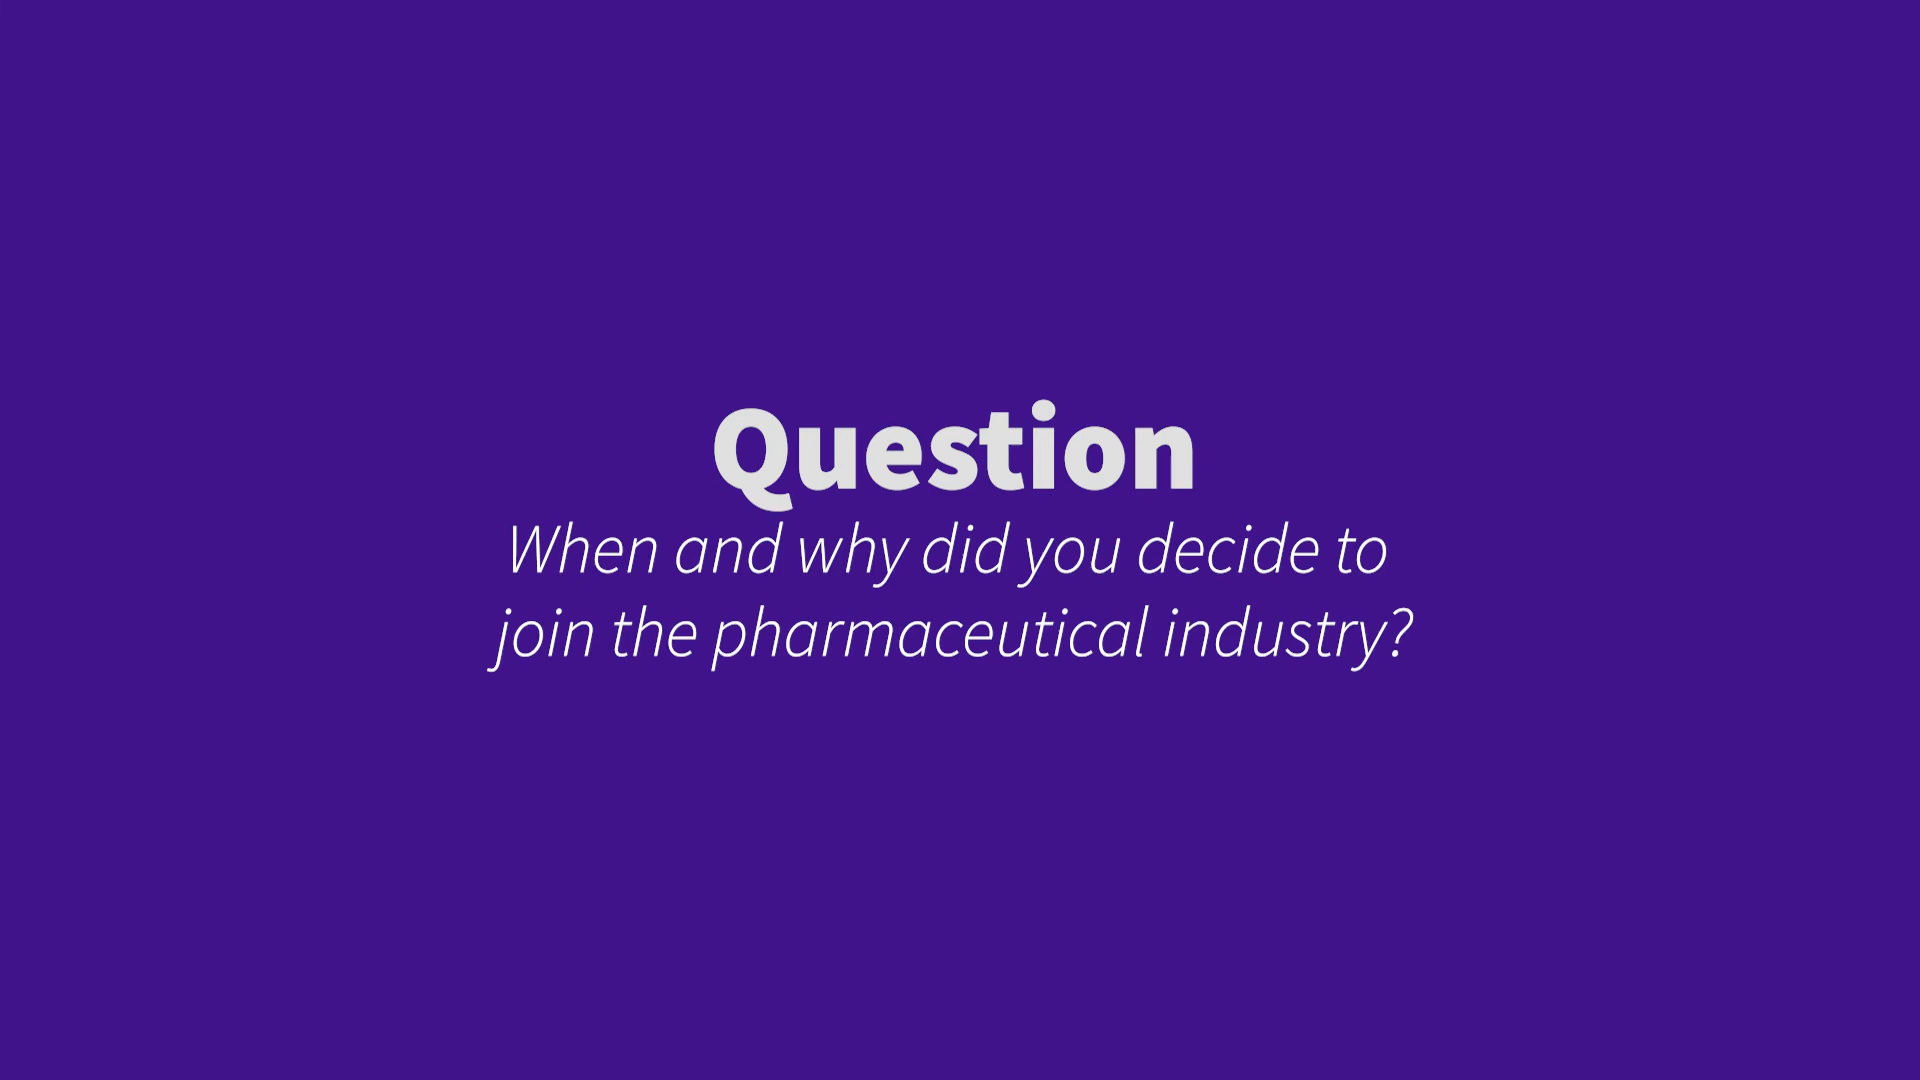 Question
When and why did you decide to
join the pharmaceutical industry?